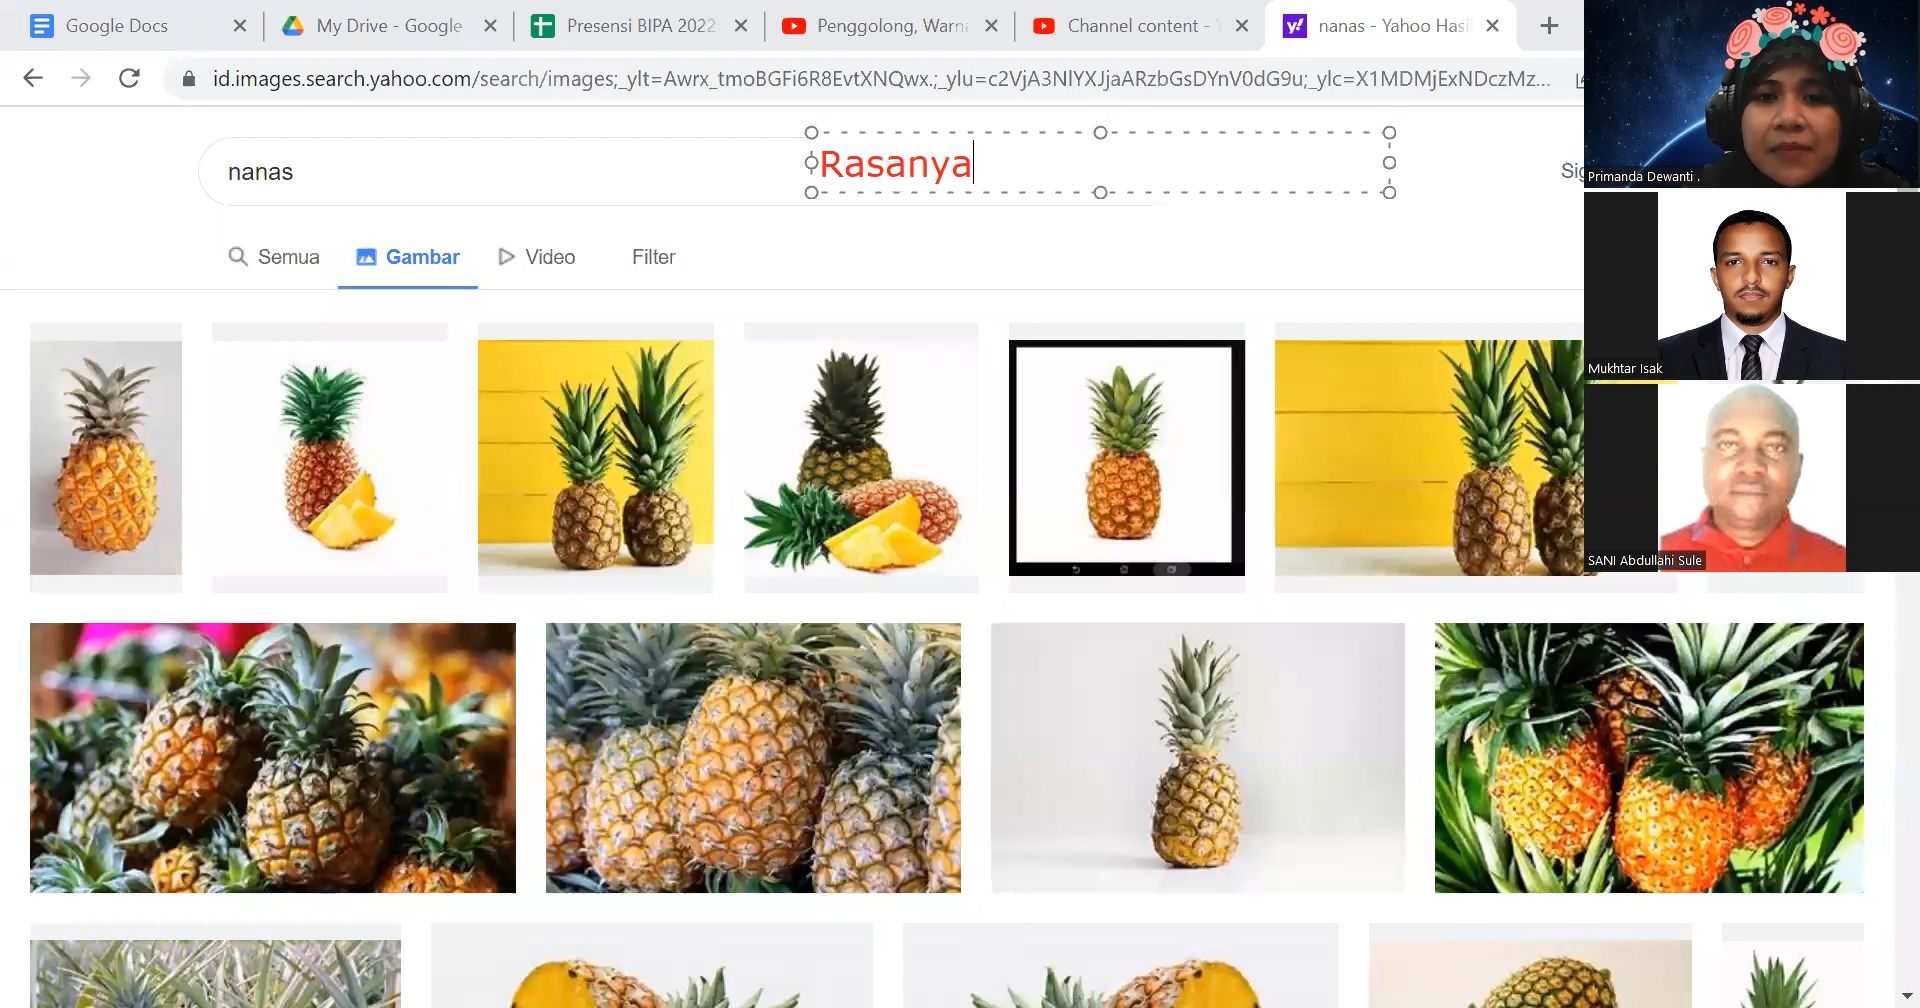 Google Docs
My Drive - Google
Presensi BIPA 2022
Penggolong, Warna
Channel content -
nanas - Yahoo Hasil
id.images.search.yahoo.com/search/images;_ylt=Awrx_tmoBGFi6R8EvtXNQwx.;_ylu=c2VjA3NlYXJjaARzbGsDYnV0dG9u;_ylc=X1MDMjExNDczMz...
nanas
Rasanya
Sig
Semua
Gambar
Video
Filter
Primanda Dewanti .
Mukhtar Isak
SANI Abdullahi Sule